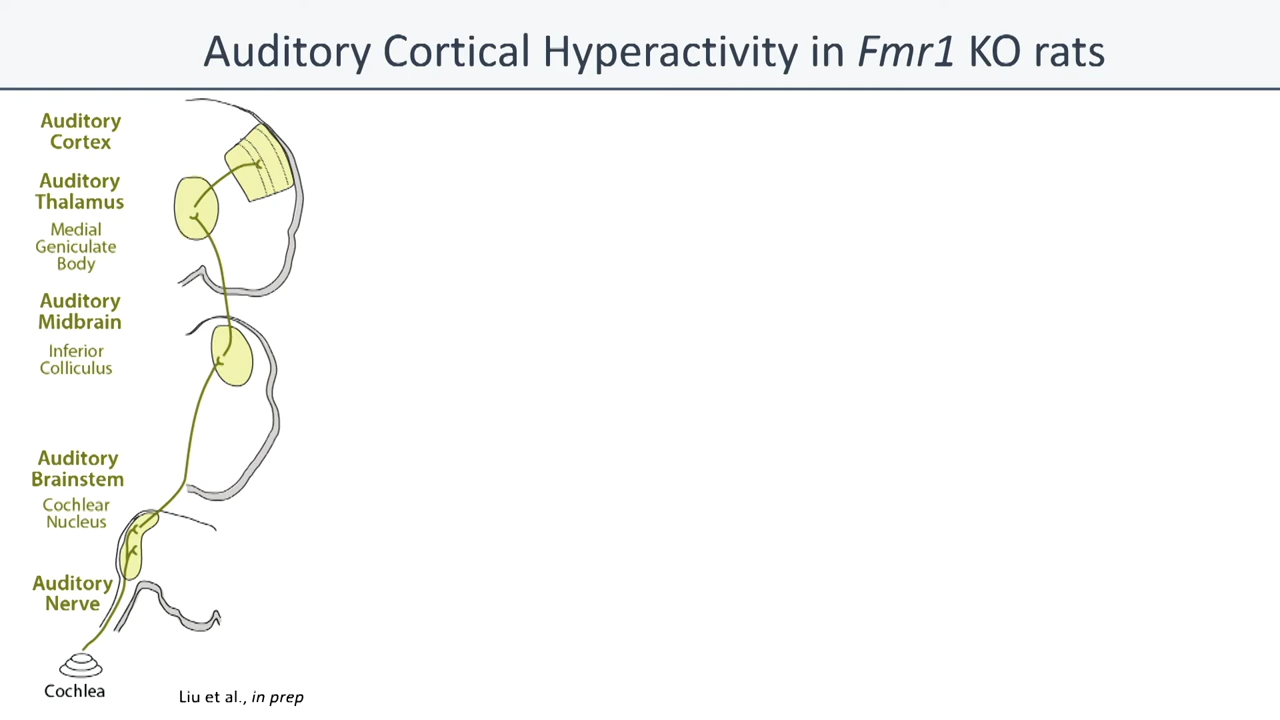 Auditory Cortical Hyperactivity in Fmr1 KO rats
Auditory
Cortex
Auditory
Thalamus
Medial
Geniculate
Body
Auditory
Midbrain
Inferior
Colliculus
Auditory
Brainstem
Cochlear
Nucleus
Auditory
Nerve
Cochlea
Liu et al., in prep